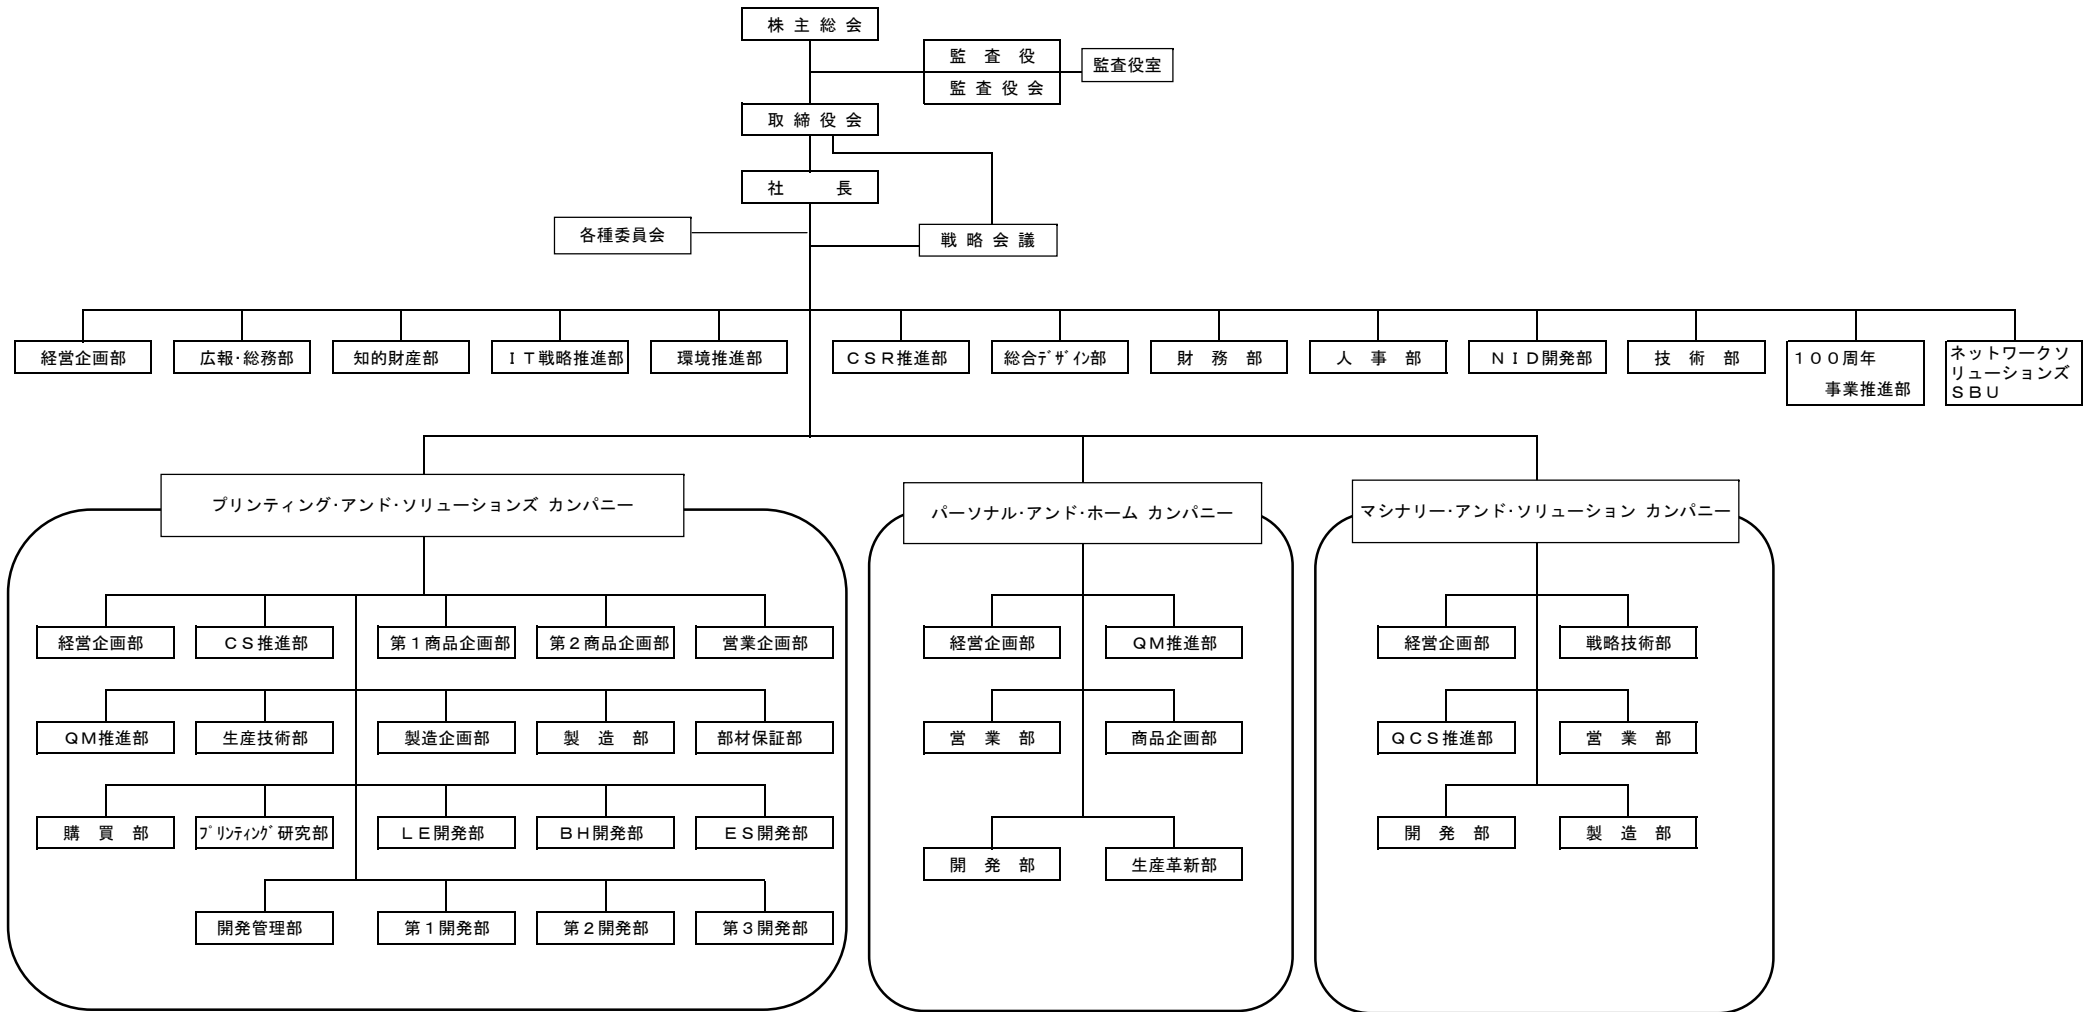 株主総会
監査役
監査役室
監査役会
取締役会
社長
各種委員会
戦略会議
経営企画部
広報･総務部
知的財産部
ＩＴ戦略推進部
環境推進部
ＣＳＲ推進部
総合ﾃﾞｻﾞｲﾝ部
財務部
人事部
ＮＩＤ開発部
技術部
１００周年
事業推進部
ネットワークソ
リューションズ
ＳＢＵ
プリンティング･アンド･ソリューションズ カンパニー
パーソナル･アンド･ホーム カンパニー
マシナリー･アンド･ソリューション カンパニー
経営企画部
ＣＳ推進部
第１商品企画部
第２商品企画部
営業企画部
ＱＭ推進部
生産技術部
製造企画部
製造部
部材保証部
購買部
ﾌﾟﾘﾝﾃｨﾝｸﾞ研究部
ＬＥ開発部
ＢＨ開発部
ＥＳ開発部
開発管理部
第１開発部
第２開発部
第３開発部
経営企画部
ＱＭ推進部
営業部
商品企画部
開発部
生産革新部
経営企画部
戦略技術部
ＱＣＳ推進部
営業部
開発部
製造部